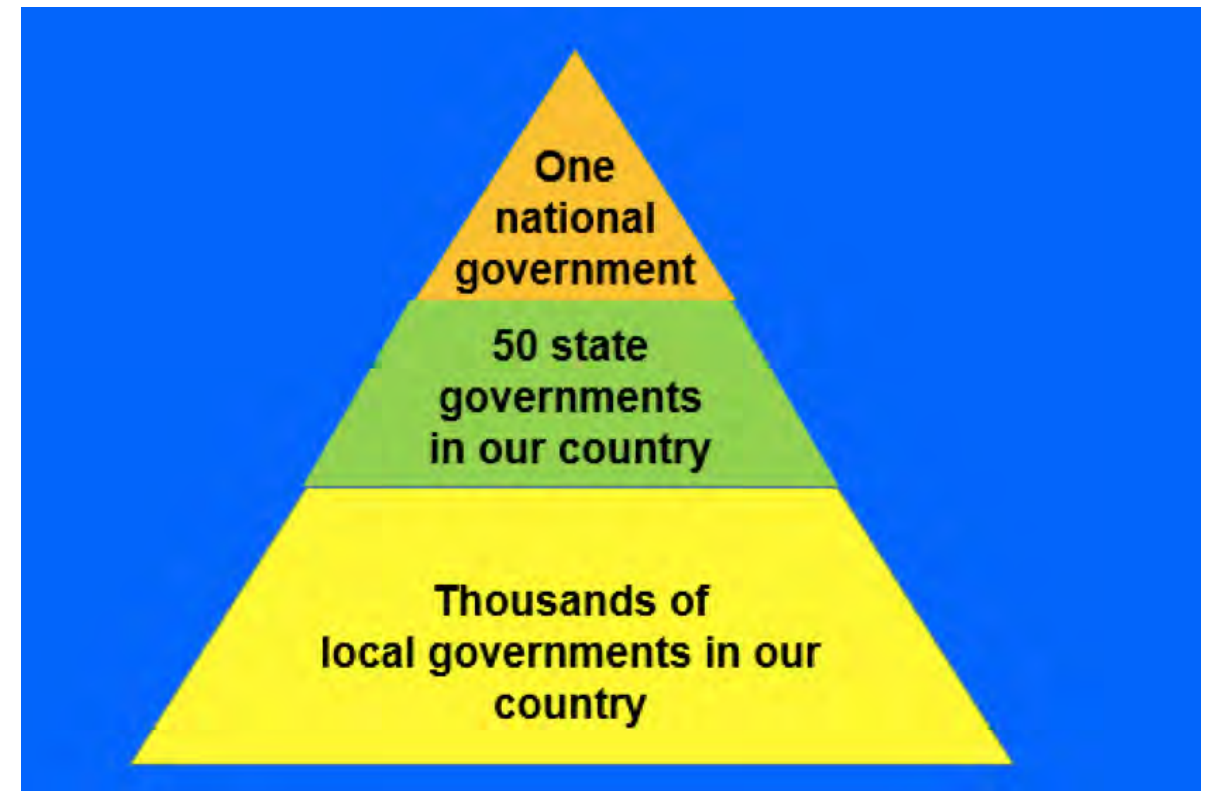 One
national
government
50 state
governments
in our country
Thousands of
local governments in our
country